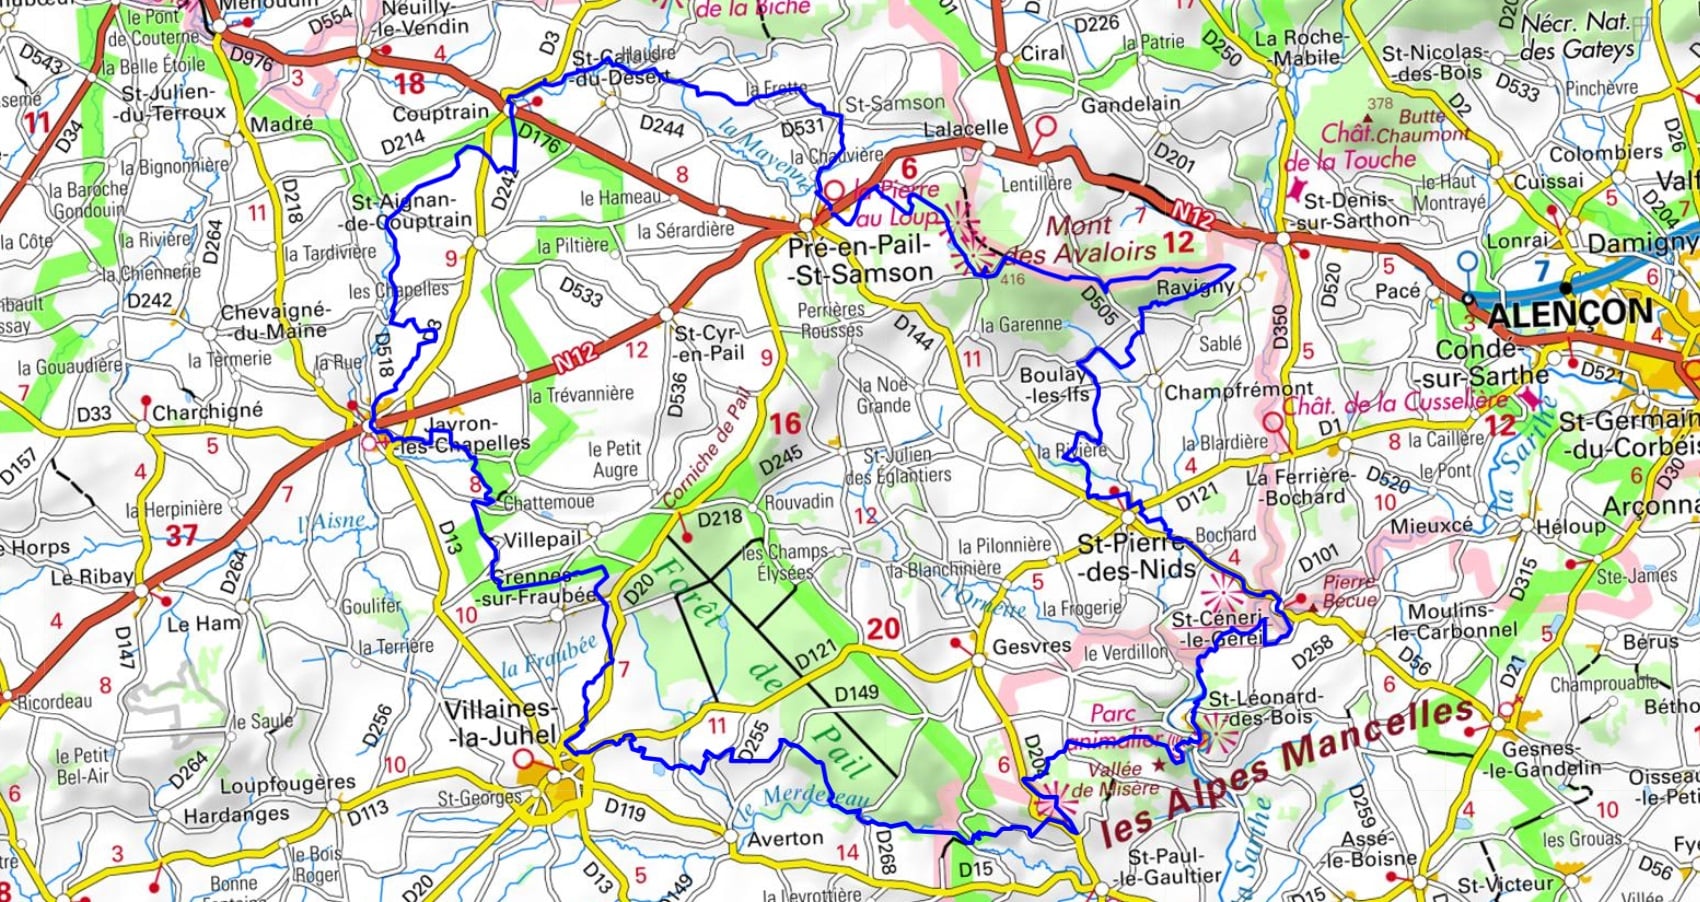 Neuilly-
-le-Vendin
de la Biche
le Pont
de Couterne
D554
D3
D226
la Patrie
D250
La Roche-
-Mabile
St-Nicolas-
-des-Bois
Nécr. Nat.
des Gateys
D543
la Belle Étoile
D976
3
4
18
St-Calais-
-du-Désert
Ciral
D533
Pinchèvre
St-Julien-
-du-Terroux
11
D34
Couptrain
la Frette
St-Samson
Gandelain
D2
378
Butte
Chaumont
Chât.
de la Touche
Madré
D214
D176
D244
D531
Lalacelle
D26
la Mayenne
la Chauvière
6
D201
Colombiers
la Bignonnière
la Baroche
Gondouin
8
Lentillère
le-Haut
Montrayé
Cuissai
D218
St-Aignan-
-de-Couptrain
D242
le Hameau
la Pierre
au Loup
7
N12
St-Denis-
-sur-Sarthon
5
D204
11
la Côte
la Rivière
D264
la Sérardière
Mont
des Avaloirs
12
Lonrai
Damigny
la Tardivière
9
la Piltière
Pré-en-Pail-
-St-Samson
416
D520
5
7
6
la Chiennerie
D242
les Chapelles
D533
Perrières
Rousses
D505
Ravigny
Pacé
ALENÇON
Chevaigné-
-du-Maine
3
St-Cyr-
-en-Pail
D144
la Garenne
D350
3
4
Sablé
Condé-
-sur-Sarthe
la Gouaudière
la Tèrmerie
la Rue
D518
N12
12
9
11
5
D521
7
la Trévannière
D536
la Noë
Grande
Boulay-
-les-Ifs
Champfrémont
Chât. de la Cusselière
12
D33
Charchigné
5
Javron-
-les-Chapelles
Corniche de Pail
16
la Rivière
la Blardière
D1
8
la Caillère
la Sarthe
St-Germain-
-du-Corbéis
D157
4
le Petit
Augre
D245
St-Julien
des Églantiers
4
La Ferrière-
-Bochard
D520
le Pont
6
7
8
Chattemoue
Rouvadin
D121
10
D30
la Herpinière
37
l'Aisne
D218
12
Mieuxcé
Héloup
D13
Villepail
les Champs
Élysées
la Pilonnière
St-Pierre-
-des-Nids
Bochard
4
D101
Le Ribay
D264
Crennes-
-sur-Fraubée
D20
la Blanchinière
5
l'Ornette
la Frogerie
Pierre
Bécue
D315
Ste-James
4
Le Ham
Goulifer
10
Forêt
de
Pail
20
St-Céneri-
-le-Gérei
Moulins-
-le-Carbonnel
D147
la Terrière
la Fraubée
Gesvres
le Verdillon
D258
5
Bérus
7
D121
D56
D21
Ricordeau
8
D256
Villaines-
-la-Juhel
D149
St-Léonard-
-des-Bois
6
Champrouable
le Saule
11
D255
Parc
animalier
les Alpes Mancelles
le Petit
Bel-Air
D264
6
Vallée
de Misère
Gesnes-
-le-Gandelin
6
Loupfougères
10
St-Georges
le Merdereau
D20
D259
10
Hardanges
D113
D119
Averton
Assé-
-le-Boisne
4
les Grouas
3
le Bois
Roger
14
D268
la Sarthe
D56
Bonne
D20
D13
5
D149
D15
St-Paul-
-le-Gaultier
D15
St-Victeur